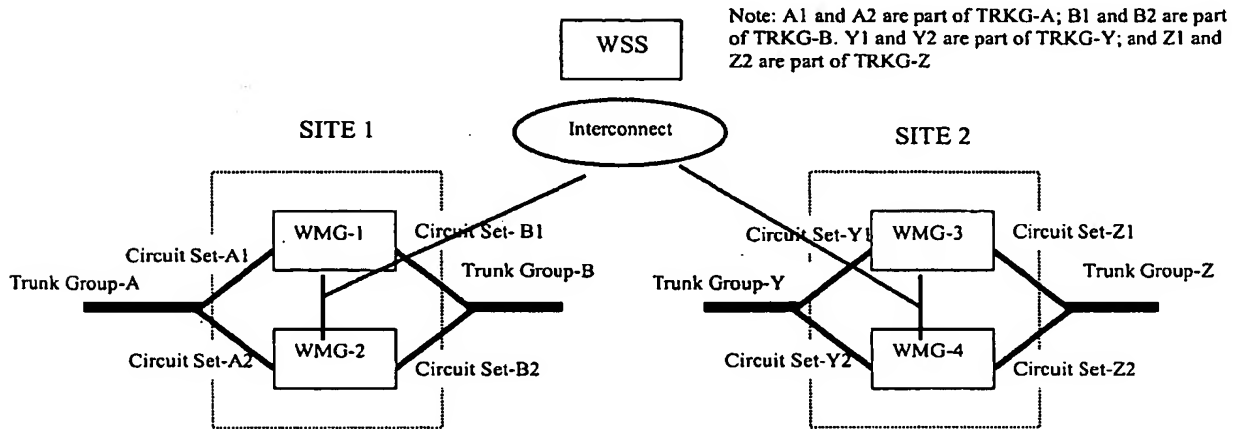 Note: A1 and A2 are part of TRKG-A; B1 and B2 are part
of TRKG-B. Y1 and Y2 are part of TRKG-Y; and Z1 and
Z2 are part of TRKG-Z
WSS
Interconnect
SITE 1
SITE 2
WMG-1
Circuit Set- B1
Circuit Set-A1
Trunk Group-A
Trunk Group-B
WMG-2
Circuit Set-A2
Circuit Set-B2
Circuit Set-Y1
WMG-3
Circuit Set-Z1
Trunk Group-Y
Trunk Group-Z
WMG-4
Circuit Set-Y2
Circuit Set-Z2